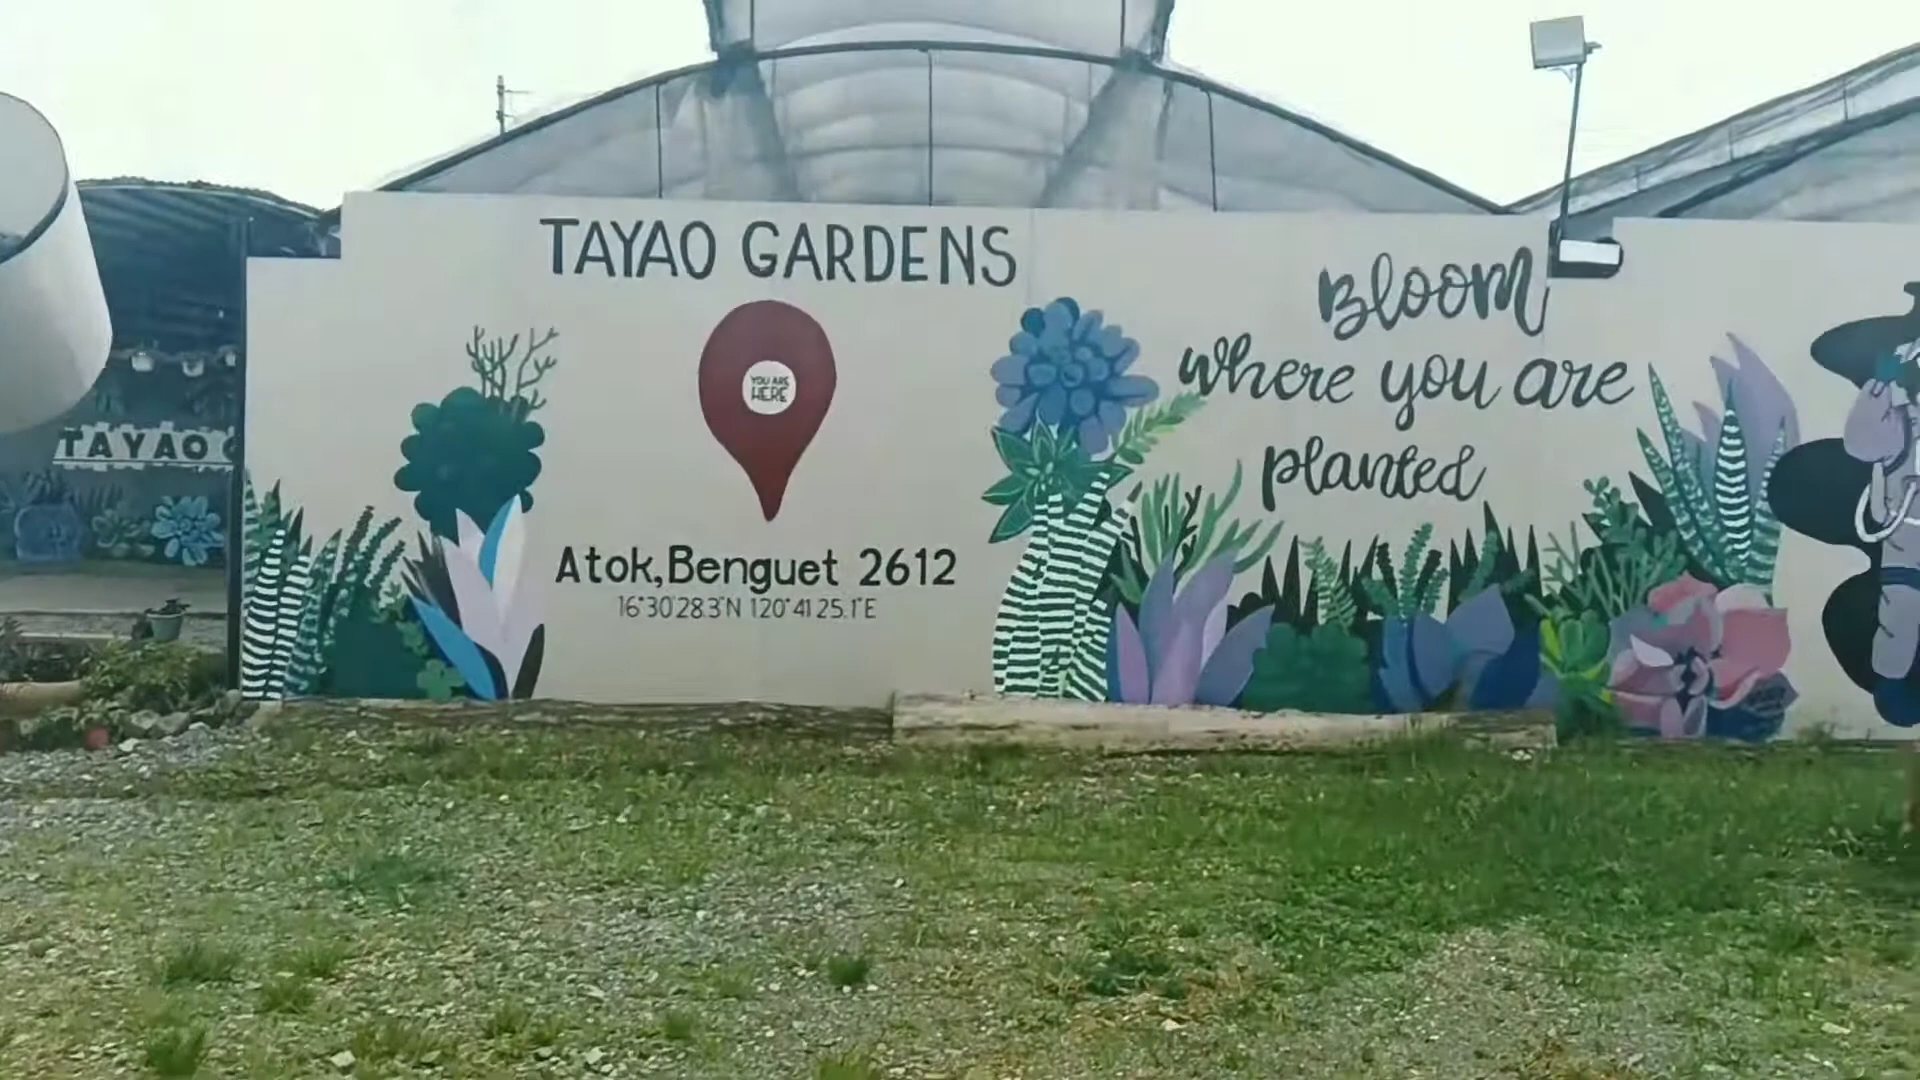 TAYAO GARDENS
YOU ARE
HERE
Atok, Benguet 2612
16°30'28.3"N 120°41'25.1"E
Bloom
where you are
planted
TAYAO